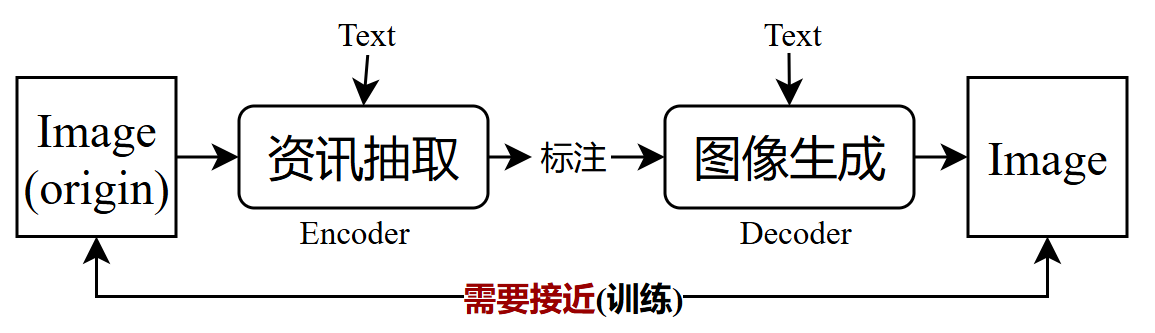 Text
Text
Image
(origin)
资讯抽取
标注
图像生成
Image
Encoder
Decoder
需要接近(训练)